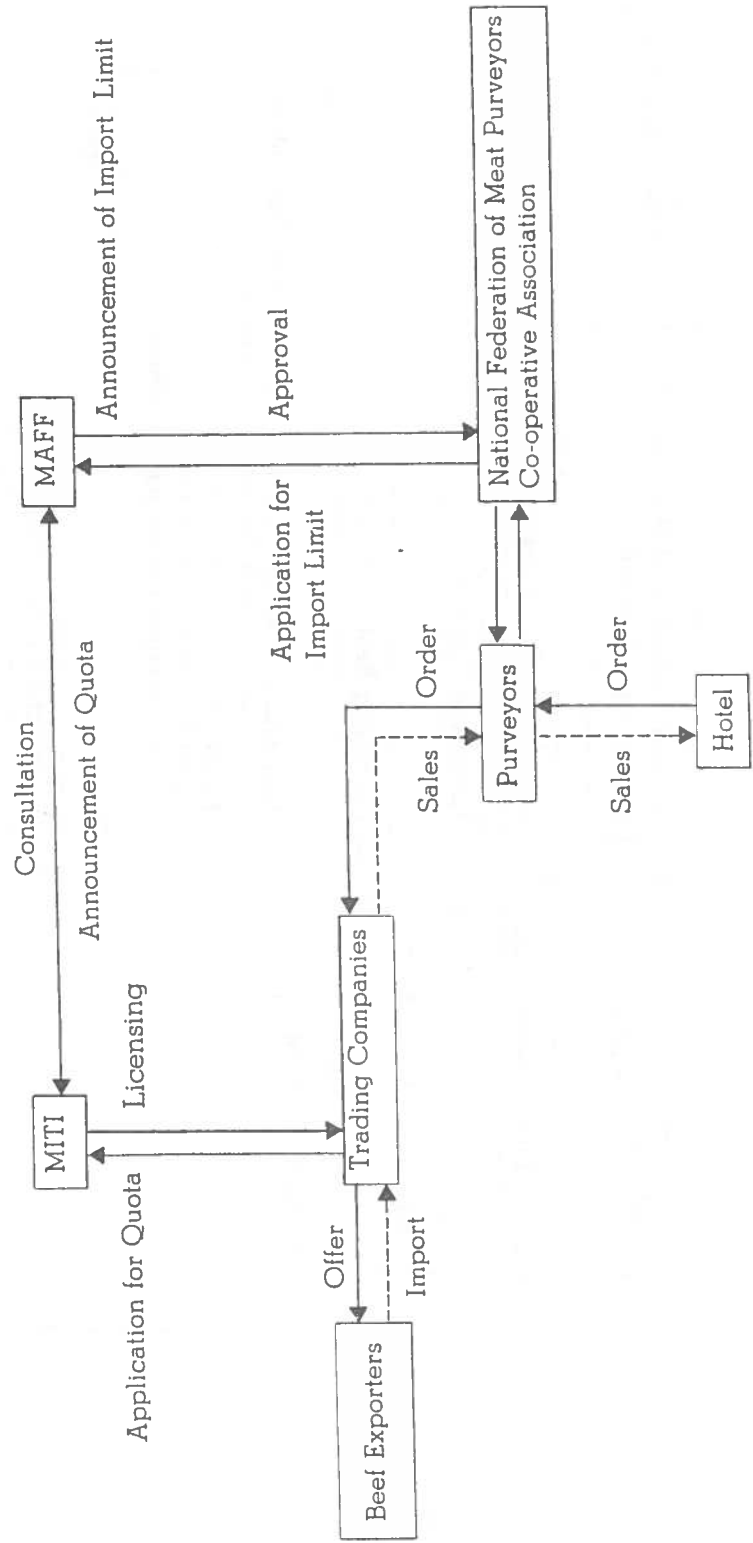 Consultation
MITI
MAFF
Announcement of Quota
Announcement of Import Limit
Application for Quota
Licensing
Application for
Import Limit
Approval
Offer
Trading Companies
Order
Beef Exporters
Import
Sales
Purveyors
National Federation of Meat Purveyors
Co-operative Association
Sales
Order
Hotel